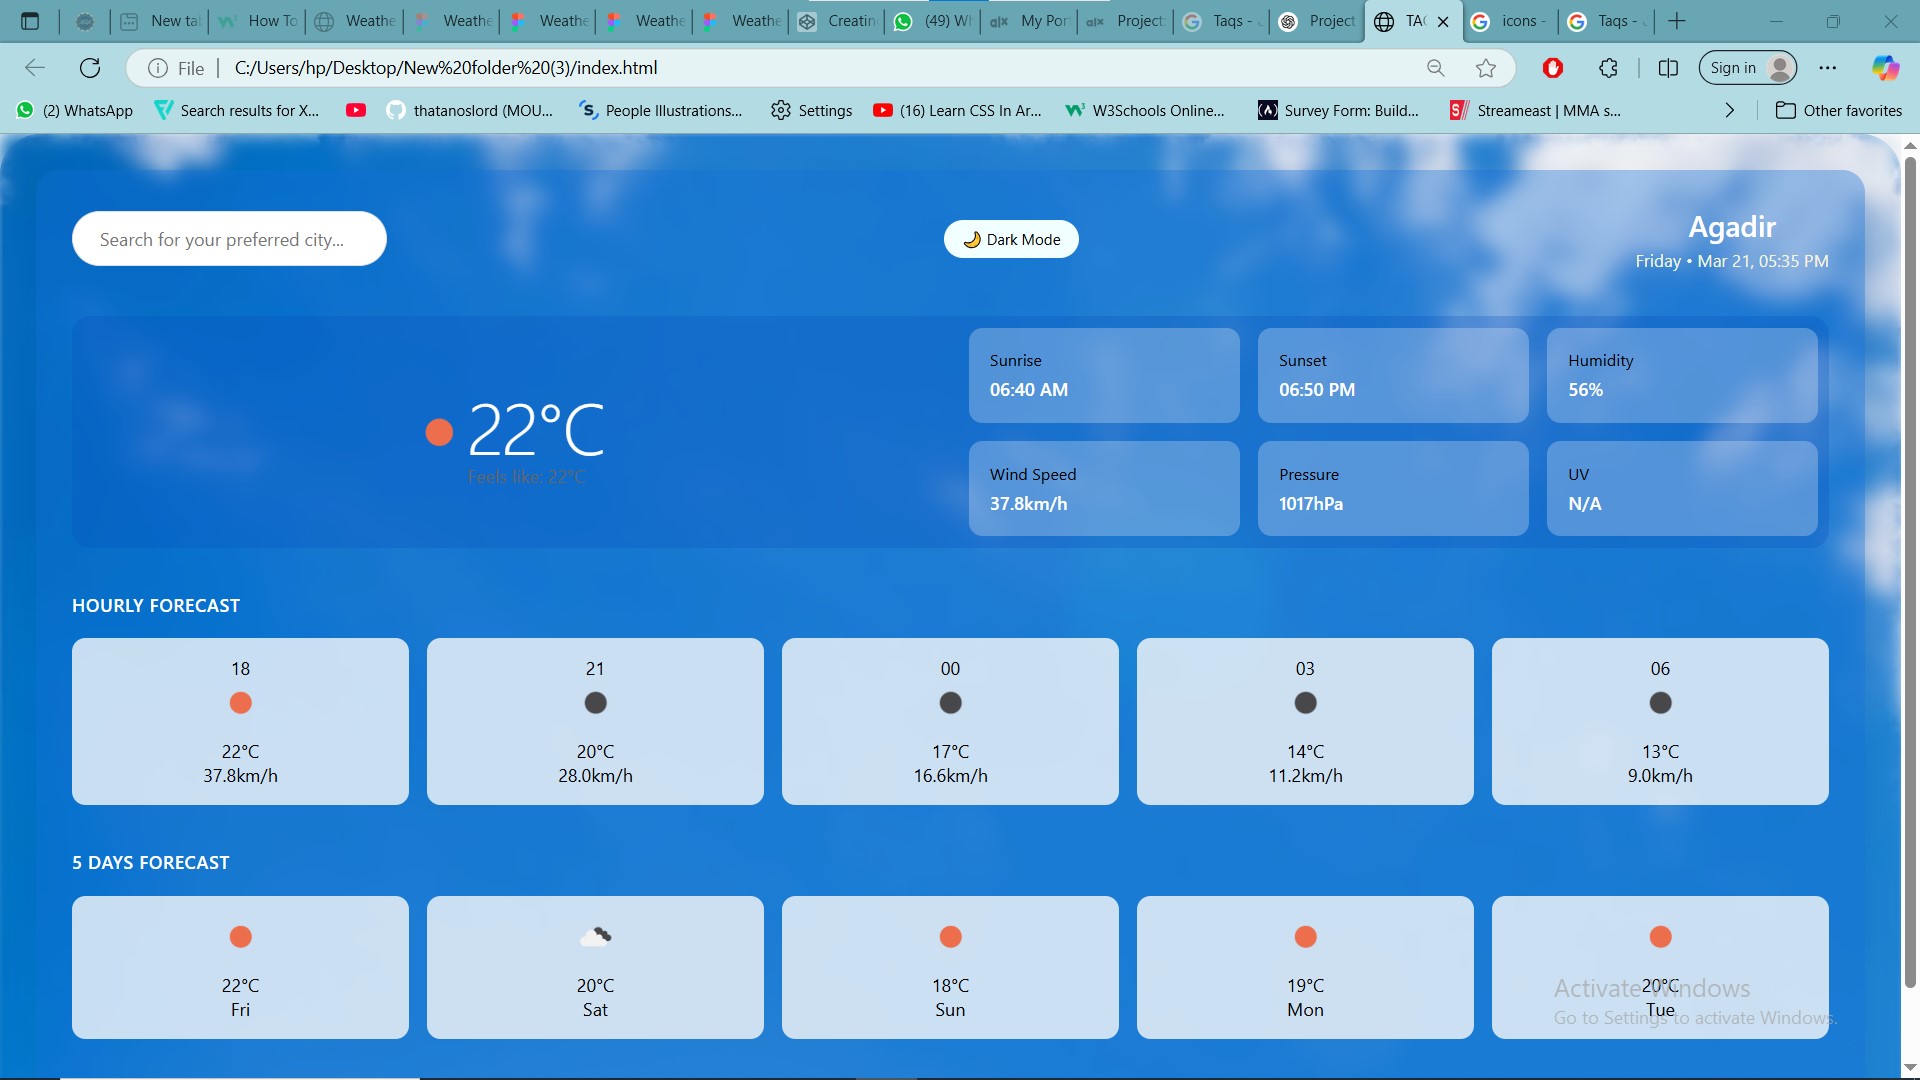 New ta
How To
Weathe
Weathe
Weathe
Weathe
Weathe
Creatin
(49) Wh
My Por
Project
Taqs -
Project
TAC
icons -
Taqs -
File
C:/Users/hp/Desktop/New%20folder%20(3)/index.html
Sign in
(2) WhatsApp
Search results for X...
thatanoslord (MOU...
People Illustrations...
Settings
(16) Learn CSS In Ar...
W3Schools Online...
Survey Form: Build...
Streameast | MMA s...
Other favorites
Search for your preferred city...
🌙 Dark Mode
Agadir
Friday • Mar 21, 05:35 PM
22°C
Feels like: 22°C
Sunrise
06:40 AM
Sunset
06:50 PM
Humidity
56%
Wind Speed
37.8km/h
Pressure
1017hPa
UV
N/A
HOURLY FORECAST
18
22°C
37.8km/h
21
20°C
28.0km/h
00
17°C
16.6km/h
03
14°C
11.2km/h
06
13°C
9.0km/h
5 DAYS FORECAST
22°C
Fri
20°C
Sat
18°C
Sun
19°C
Mon
20°C
Tue
Activate Windows
Go to Settings to activate Windows.